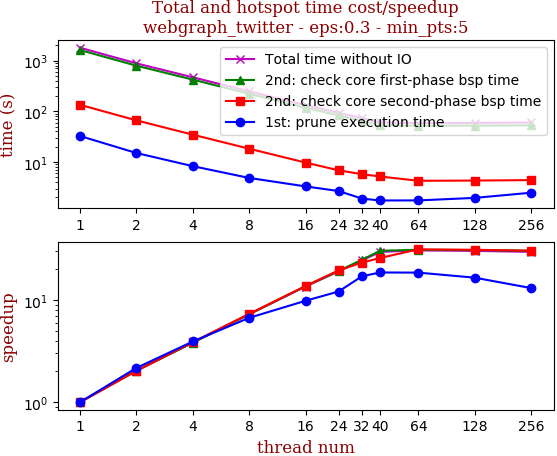 Total and hotspot time cost/speedup
webgraph_twitter - eps:0.3 - min_pts:5
time (s)
10³
10²
10¹
Total time without IO
2nd: check core first-phase bsp time
2nd: check core second-phase bsp time
1st: prune execution time
1 2 4 8 16 24 32 40 64 128 256
speedup
10¹
10⁰
1 2 4 8 16 24 32 40 64 128 256
thread num